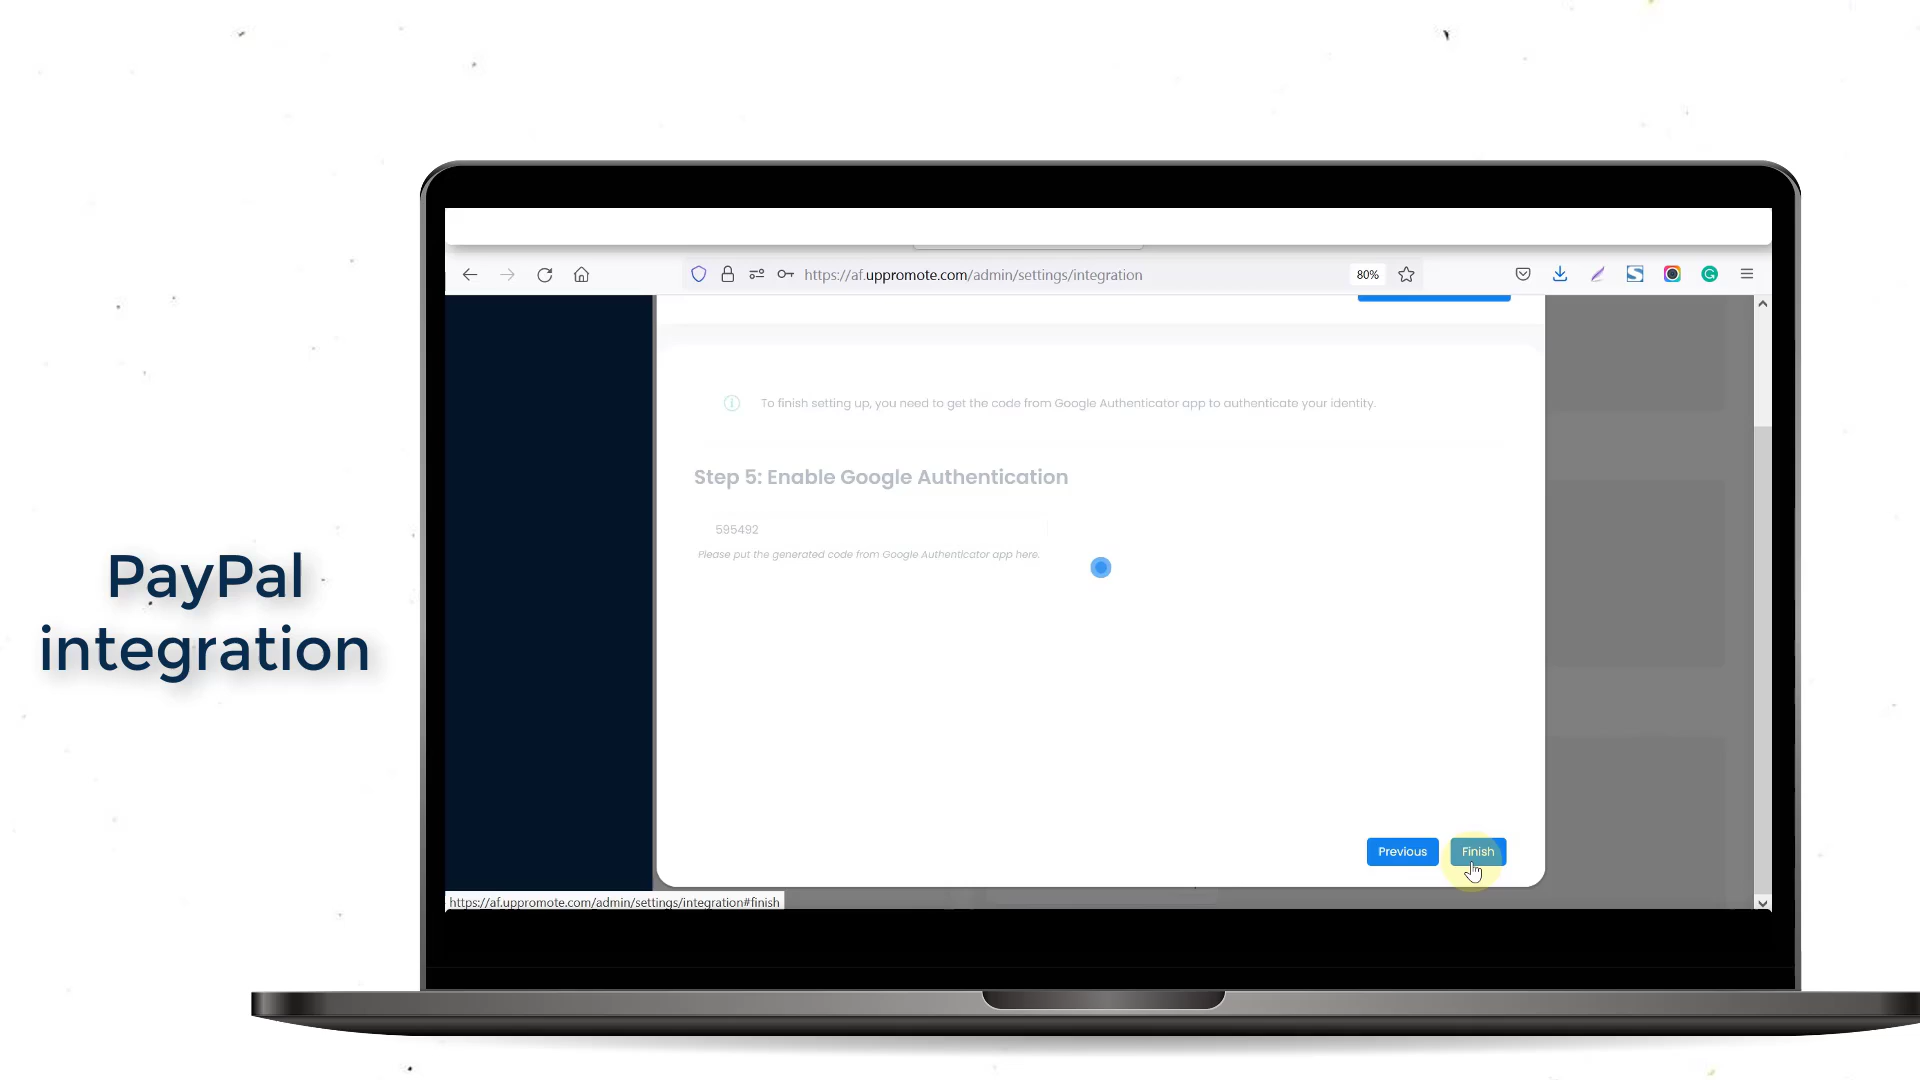 https://af.uppromote.com/admin/settings/integration
80%
To finish setting up, you need to get the code from Google Authenticator app to authenticate your identity.
Step 5: Enable Google Authentication
595492
Please put the generated code from Google Authenticator app here.
PayPal
integration
Previous
Finish
https://af.uppromote.com/admin/settings/integration#finish